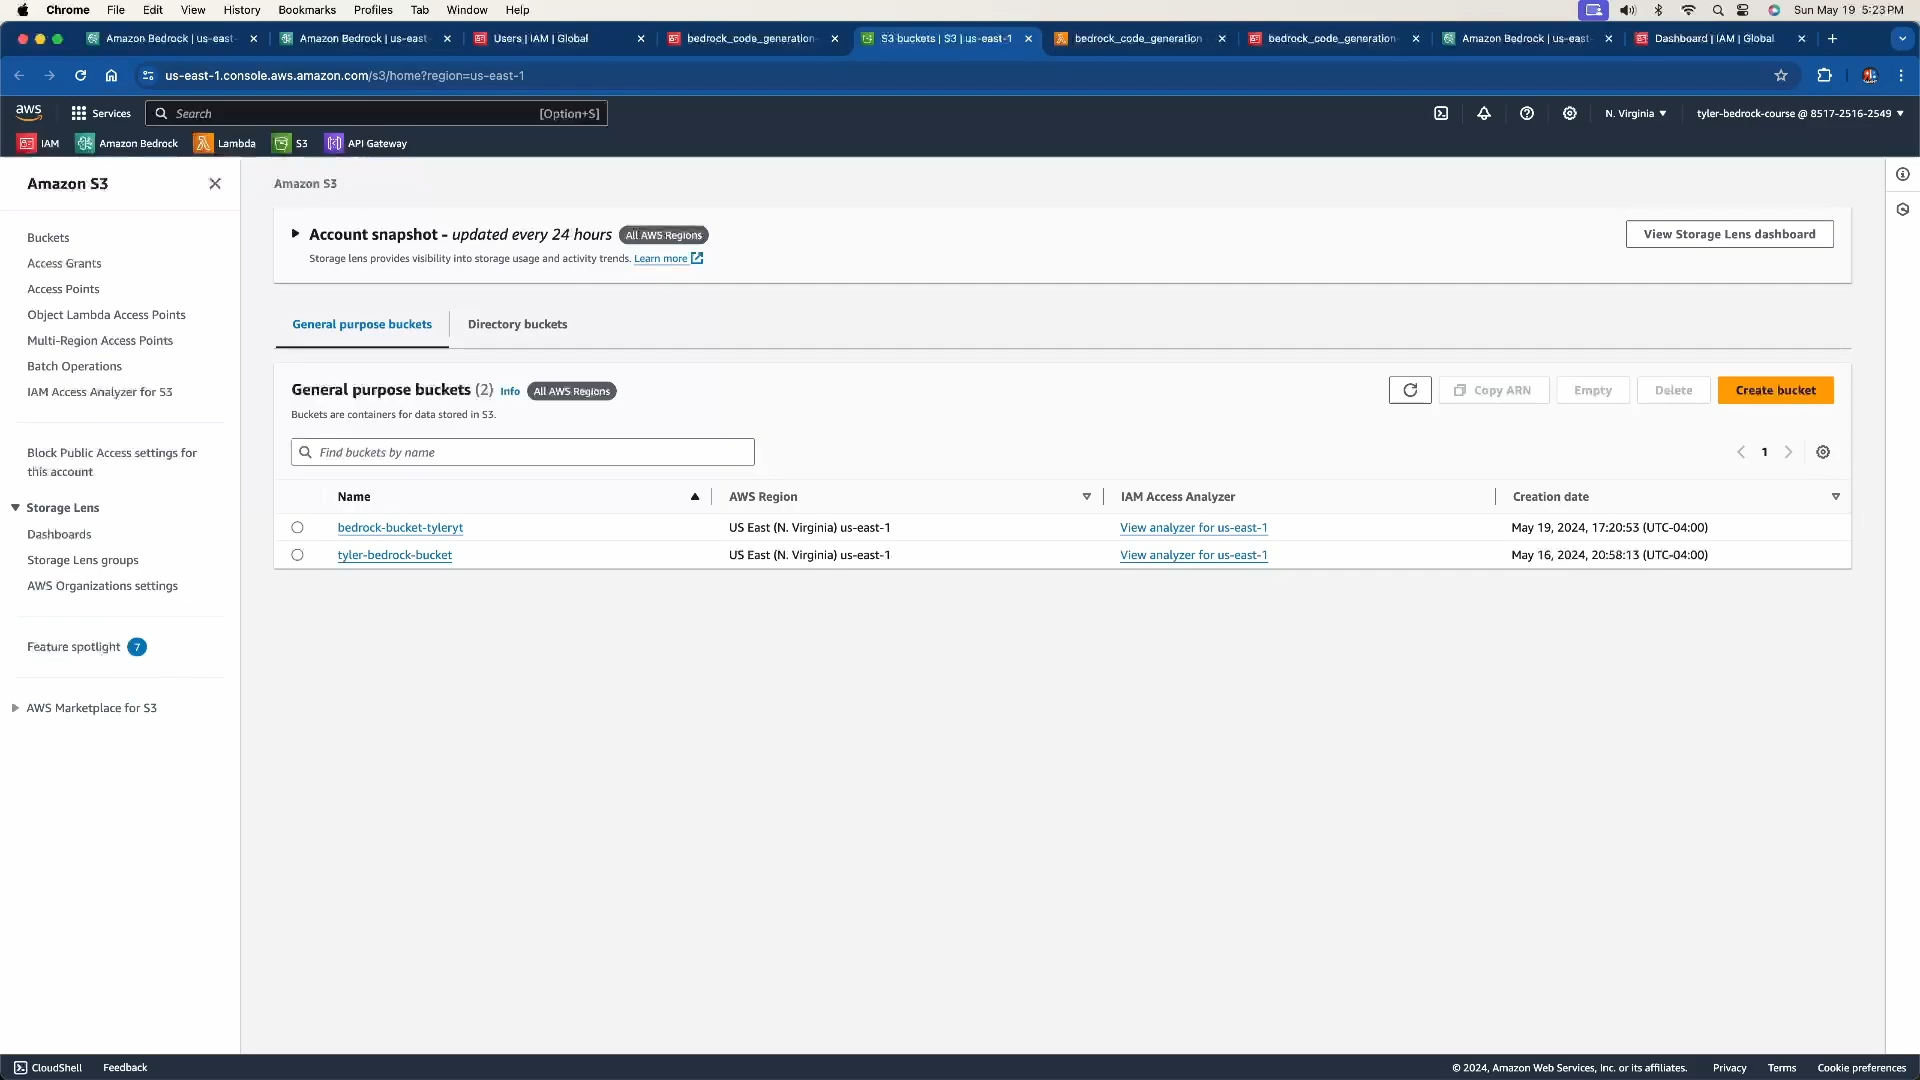 Chrome File Edit View History Bookmarks Profiles Tab Window Help Sun May 19 5:23 PM
Amazon Bedrock | us-east- Amazon Bedrock | us-east- Users | IAM | Global bedrock_code_generation- S3 buckets | S3 | us-east-1 bedrock_code_generation bedrock_code_generation- Amazon Bedrock | us-east- Dashboard | IAM | Global
us-east-1.console.aws.amazon.com/s3/home?region=us-east-1
aws Services Search [Option+S] N. Virginia tyler-bedrock-course @ 8517-2516-2549
IAM Amazon Bedrock Lambda S3 API Gateway
Amazon S3
Buckets
Access Grants
Access Points
Object Lambda Access Points
Multi-Region Access Points
Batch Operations
IAM Access Analyzer for S3
Block Public Access settings for
this account
Storage Lens
Dashboards
Storage Lens groups
AWS Organizations settings
Feature spotlight 7
AWS Marketplace for S3
Amazon S3
Account snapshot - updated every 24 hours All AWS Regions
Storage lens provides visibility into storage usage and activity trends. Learn more
View Storage Lens dashboard
General purpose buckets Directory buckets
General purpose buckets (2) Info All AWS Regions
Buckets are containers for data stored in S3.
Copy ARN Empty Delete Create bucket
Find buckets by name
1
Name AWS Region IAM Access Analyzer Creation date
bedrock-bucket-tyleryt US East (N. Virginia) us-east-1 View analyzer for us-east-1 May 19, 2024, 17:20:53 (UTC-04:00)
tyler-bedrock-bucket US East (N. Virginia) us-east-1 View analyzer for us-east-1 May 16, 2024, 20:58:13 (UTC-04:00)
CloudShell Feedback © 2024, Amazon Web Services, Inc. or its affiliates. Privacy Terms Cookie preferences